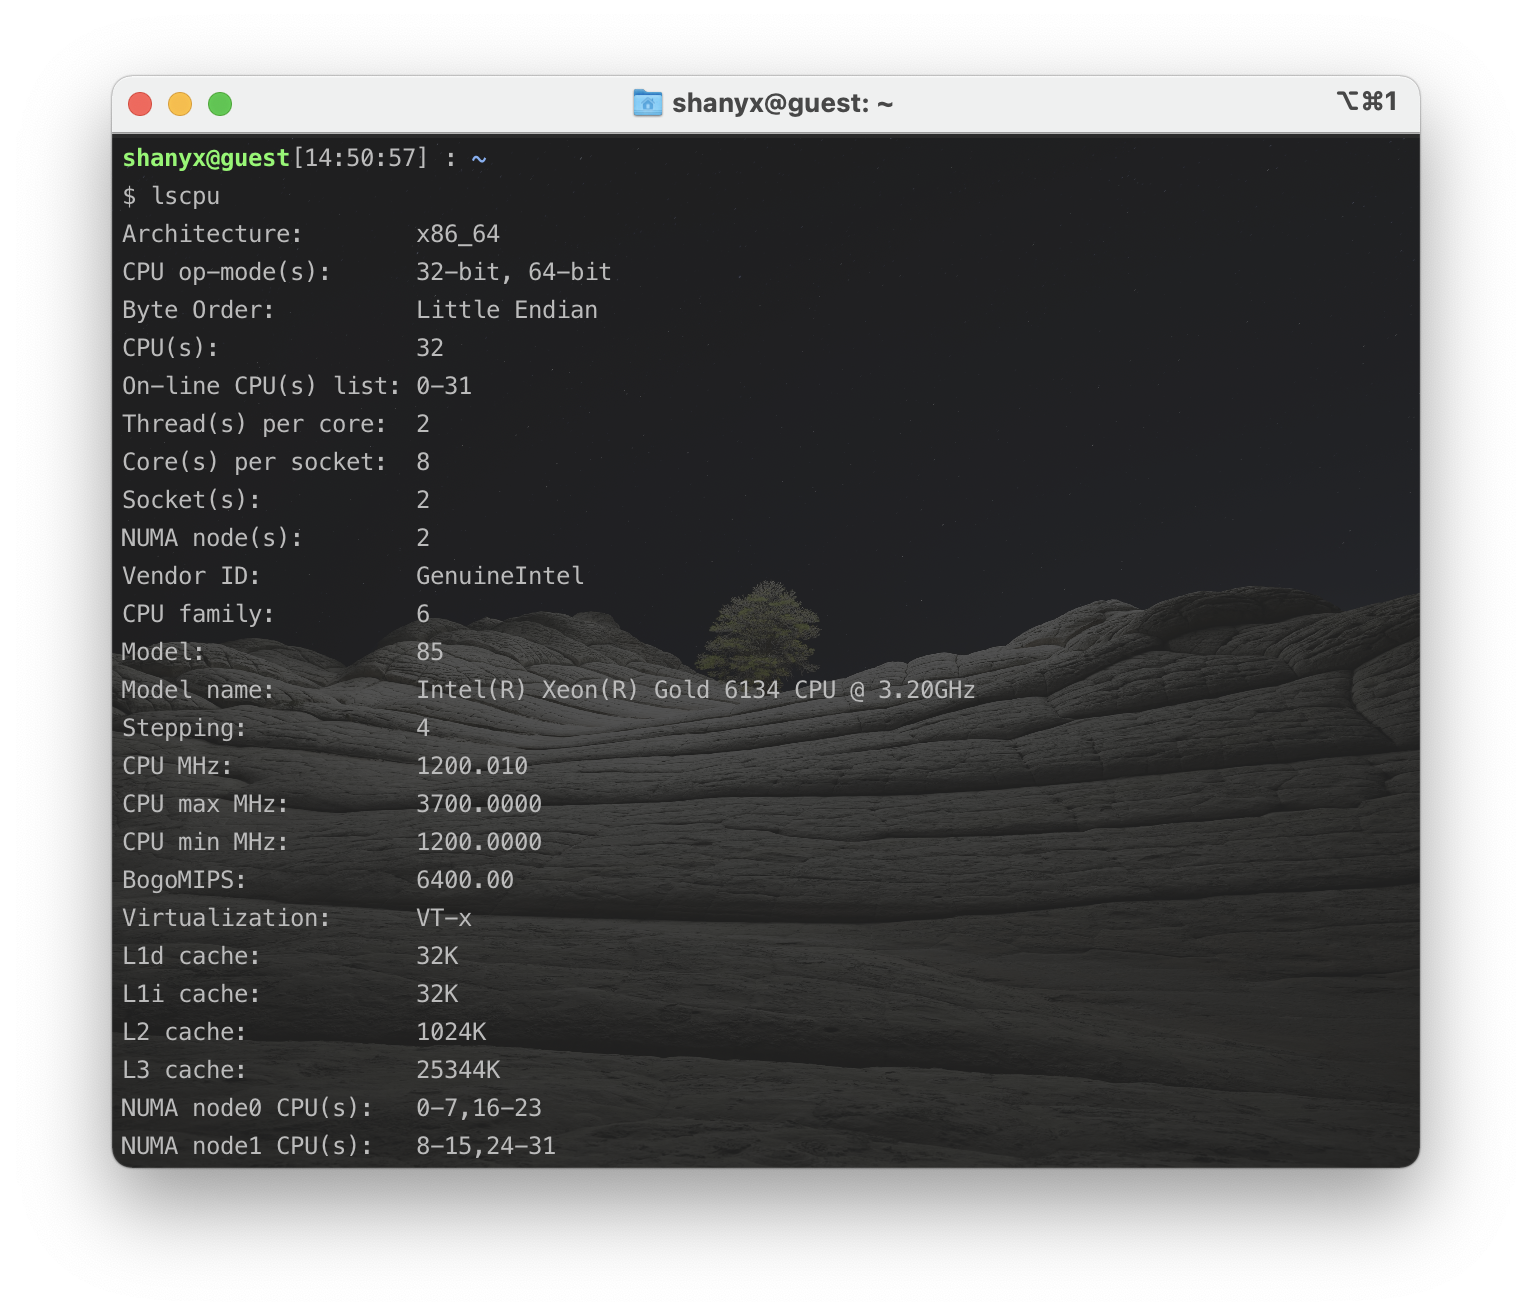 shanyx@guest: ~
⌥⌘1
shanyx@guest[14:50:57] : ~
$ lscpu
Architecture: x86_64
CPU op-mode(s): 32-bit, 64-bit
Byte Order: Little Endian
CPU(s): 32
On-line CPU(s) list: 0-31
Thread(s) per core: 2
Core(s) per socket: 8
Socket(s): 2
NUMA node(s): 2
Vendor ID: GenuineIntel
CPU family: 6
Model: 85
Model name: Intel(R) Xeon(R) Gold 6134 CPU @ 3.20GHz
Stepping: 4
CPU MHz: 1200.010
CPU max MHz: 3700.0000
CPU min MHz: 1200.0000
BogoMIPS: 6400.00
Virtualization: VT-x
L1d cache: 32K
L1i cache: 32K
L2 cache: 1024K
L3 cache: 25344K
NUMA node0 CPU(s): 0-7,16-23
NUMA node1 CPU(s): 8-15,24-31